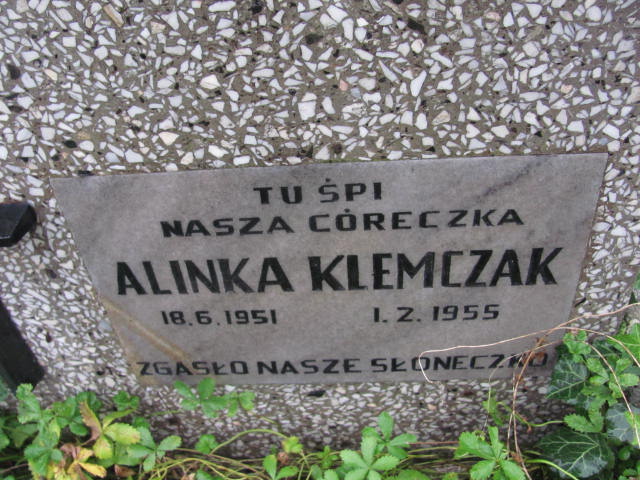 TU ŚPI
NASZA CÓRECZKA
ALINKA KLEMCZAK
18.6.1951 1.2.1955
ZGASŁO NASZE SŁONECZKO